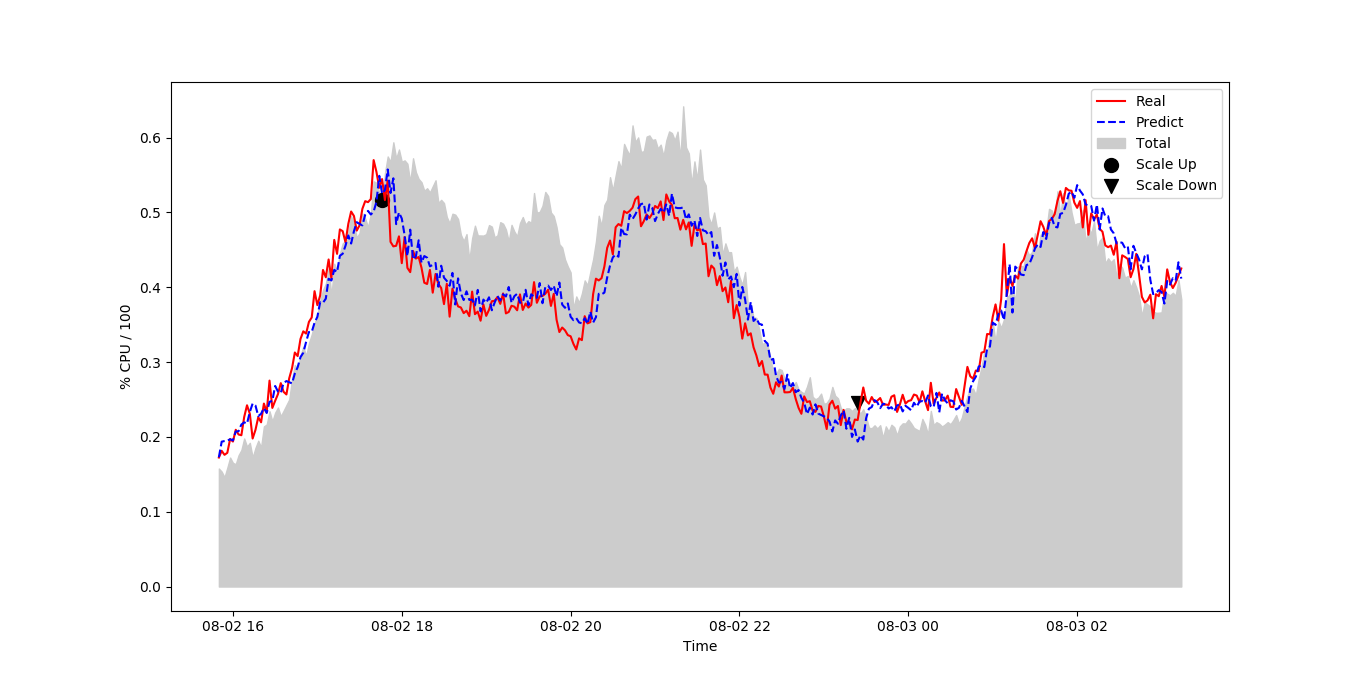 Real
Predict
Total
Scale Up
Scale Down
% CPU / 100
0.6
0.5
0.4
0.3
0.2
0.1
0.0
08-02 16
08-02 18
08-02 20
08-02 22
08-03 00
08-03 02
Time